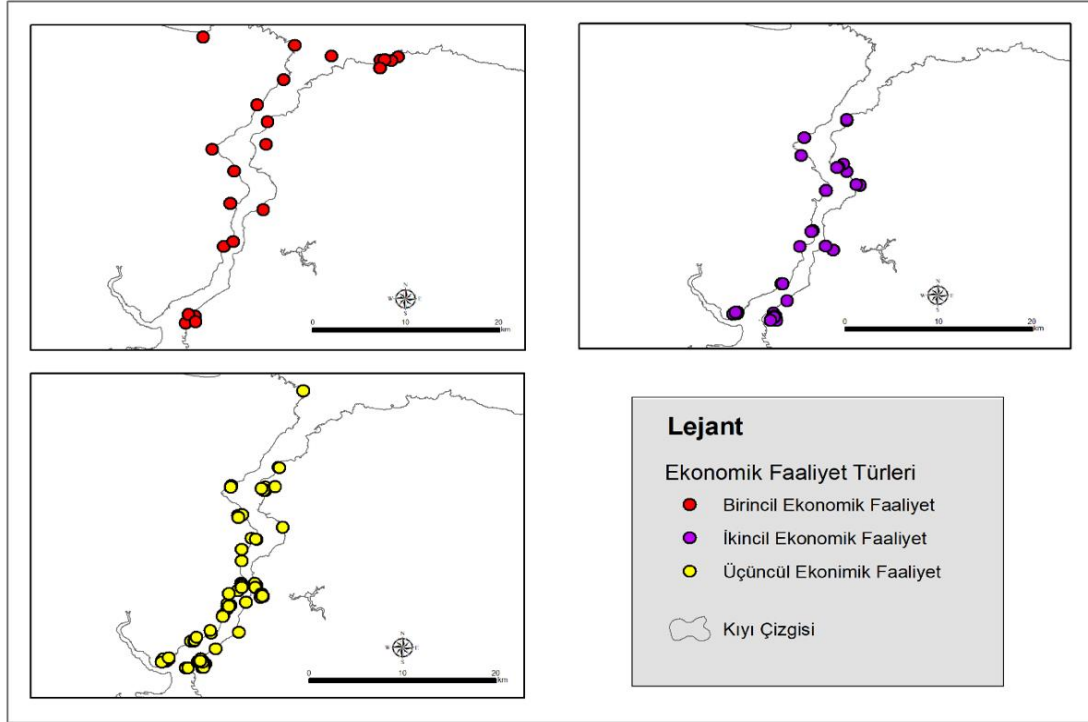 N
W E
S
0 10 20
km
N
W E
S
0 10 20
km
N
W E
S
0 10 20
km
Lejant
Ekonomik Faaliyet Türleri
Birincil Ekonomik Faaliyet
İkincil Ekonomik Faaliyet
Üçüncül Ekonimik Faaliyet
Kıyı Çizgisi